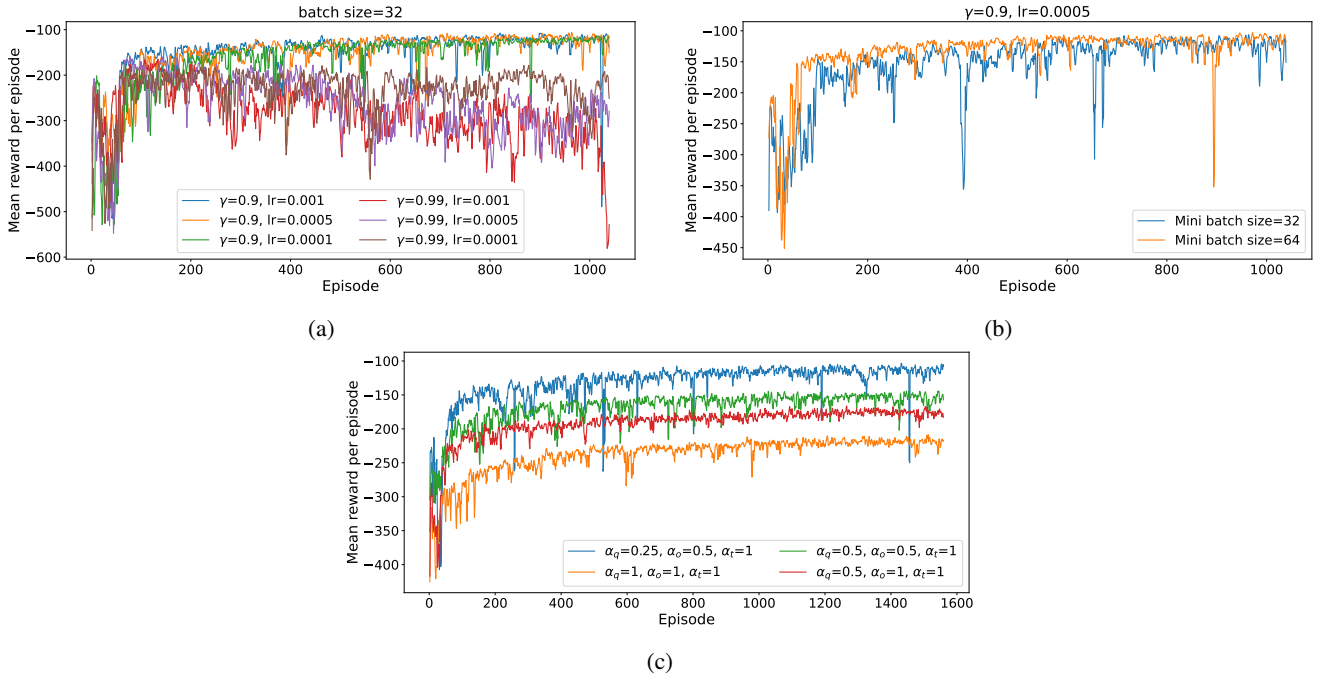 batch size=32
−100
−200
−300
−400
−500
−600
Mean reward per episode
γ=0.9, lr=0.001
γ=0.9, lr=0.0005
γ=0.9, lr=0.0001
γ=0.99, lr=0.001
γ=0.99, lr=0.0005
γ=0.99, lr=0.0001
0 200 400 600 800 1000
Episode
(a)
γ=0.9, lr=0.0005
−100
−150
−200
−250
−300
−350
−400
−450
Mean reward per episode
Mini batch size=32
Mini batch size=64
0 200 400 600 800 1000
Episode
(b)
−100
−150
−200
−250
−300
−350
−400
Mean reward per episode
α_q=0.25, α_o=0.5, α_t=1
α_q=1, α_o=1, α_t=1
α_q=0.5, α_o=0.5, α_t=1
α_q=0.5, α_o=1, α_t=1
0 200 400 600 800 1000 1200 1400 1600
Episode
(c)